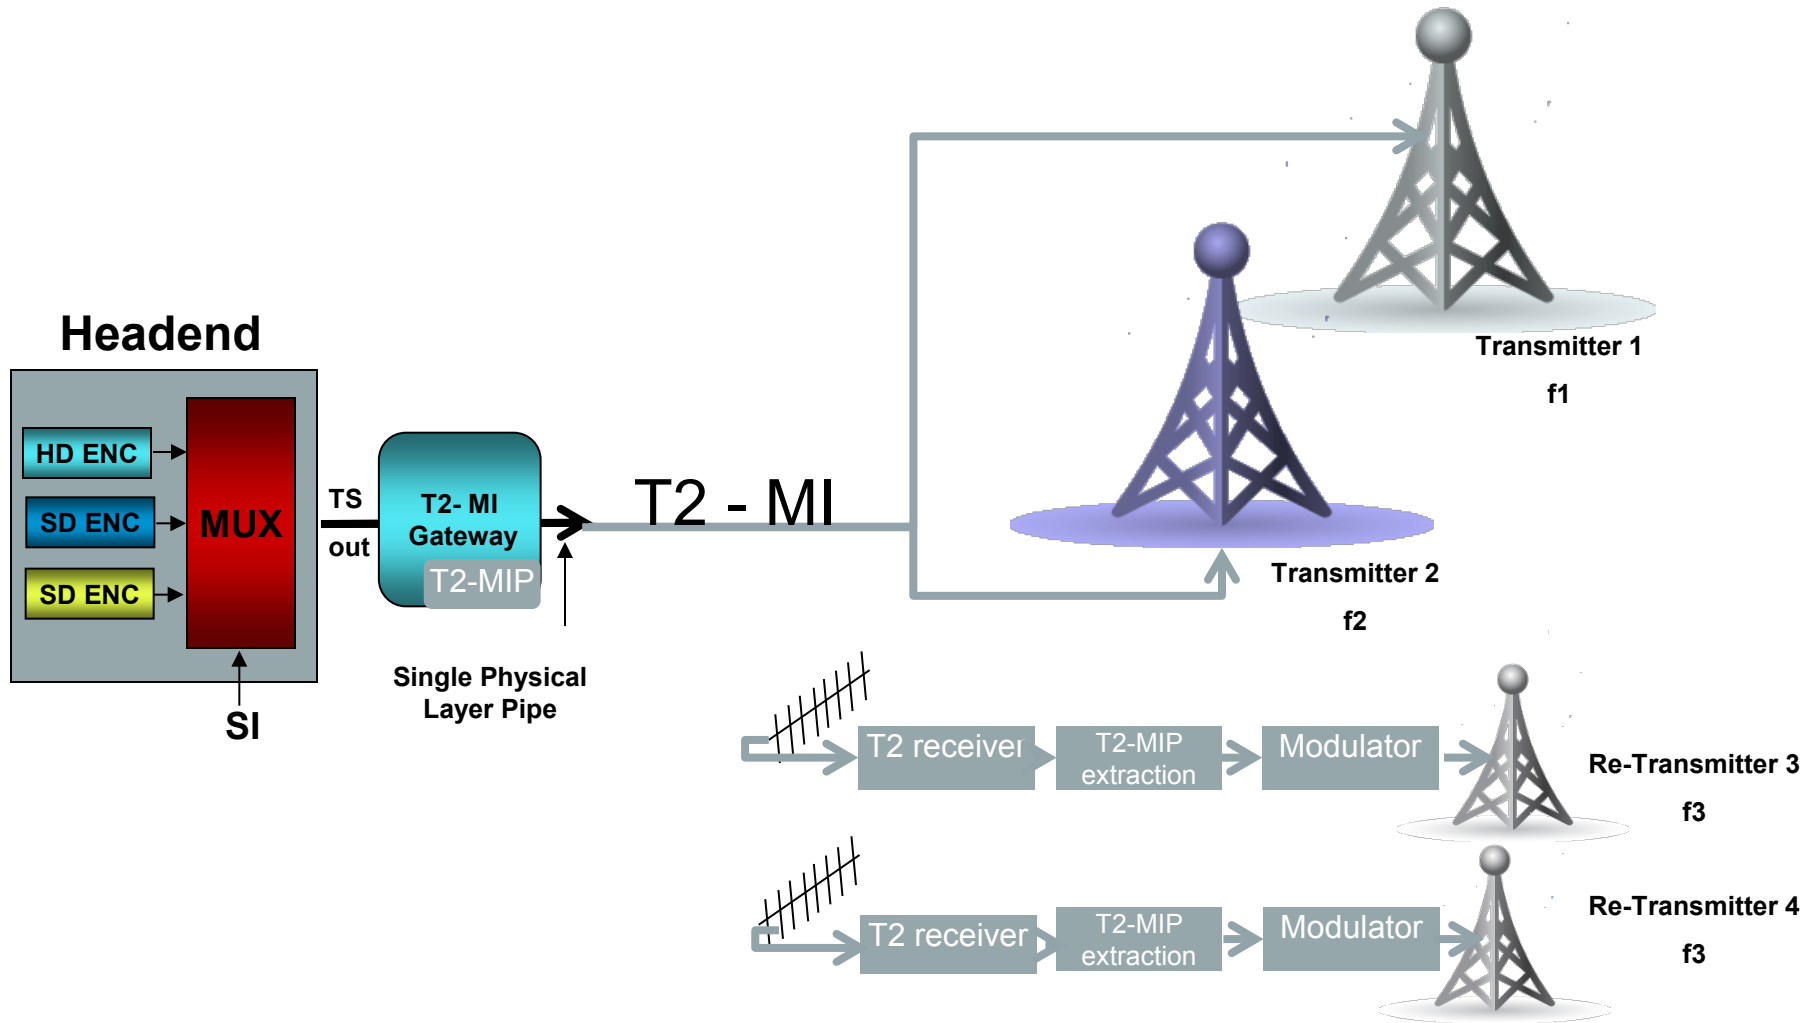 Headend
HD ENC
SD ENC
SD ENC
MUX
SI
TS
out
T2- MI
Gateway
T2-MIP
Single Physical
Layer Pipe
T2 - MI
Transmitter 1
f1
Transmitter 2
f2
T2 receiver
T2-MIP
extraction
Modulator
Re-Transmitter 3
f3
T2 receiver
T2-MIP
extraction
Modulator
Re-Transmitter 4
f3